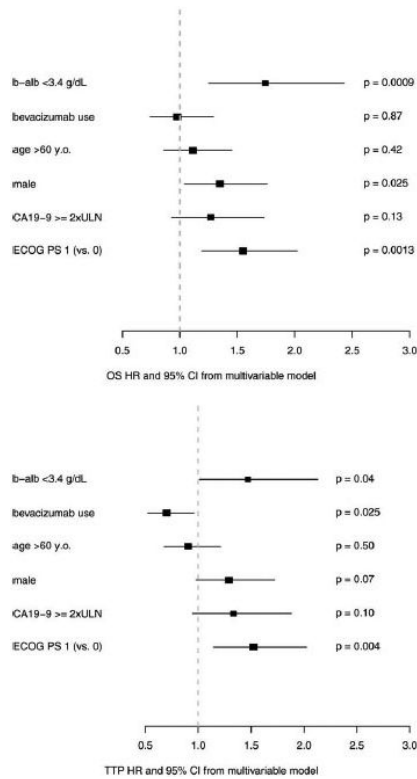 b-alb <3.4 g/dL p = 0.0009
bevacizumab use p = 0.87
age >60 y.o. p = 0.42
male p = 0.025
CA19-9 >= 2xULN p = 0.13
ECOG PS 1 (vs. 0) p = 0.0013
0.5 1.0 1.5 2.0 2.5 3.0
OS HR and 95% CI from multivariable model
b-alb <3.4 g/dL p = 0.04
bevacizumab use p = 0.025
age >60 y.o. p = 0.50
male p = 0.07
CA19-9 >= 2xULN p = 0.10
ECOG PS 1 (vs. 0) p = 0.004
0.5 1.0 1.5 2.0 2.5 3.0
TTP HR and 95% CI from multivariable model